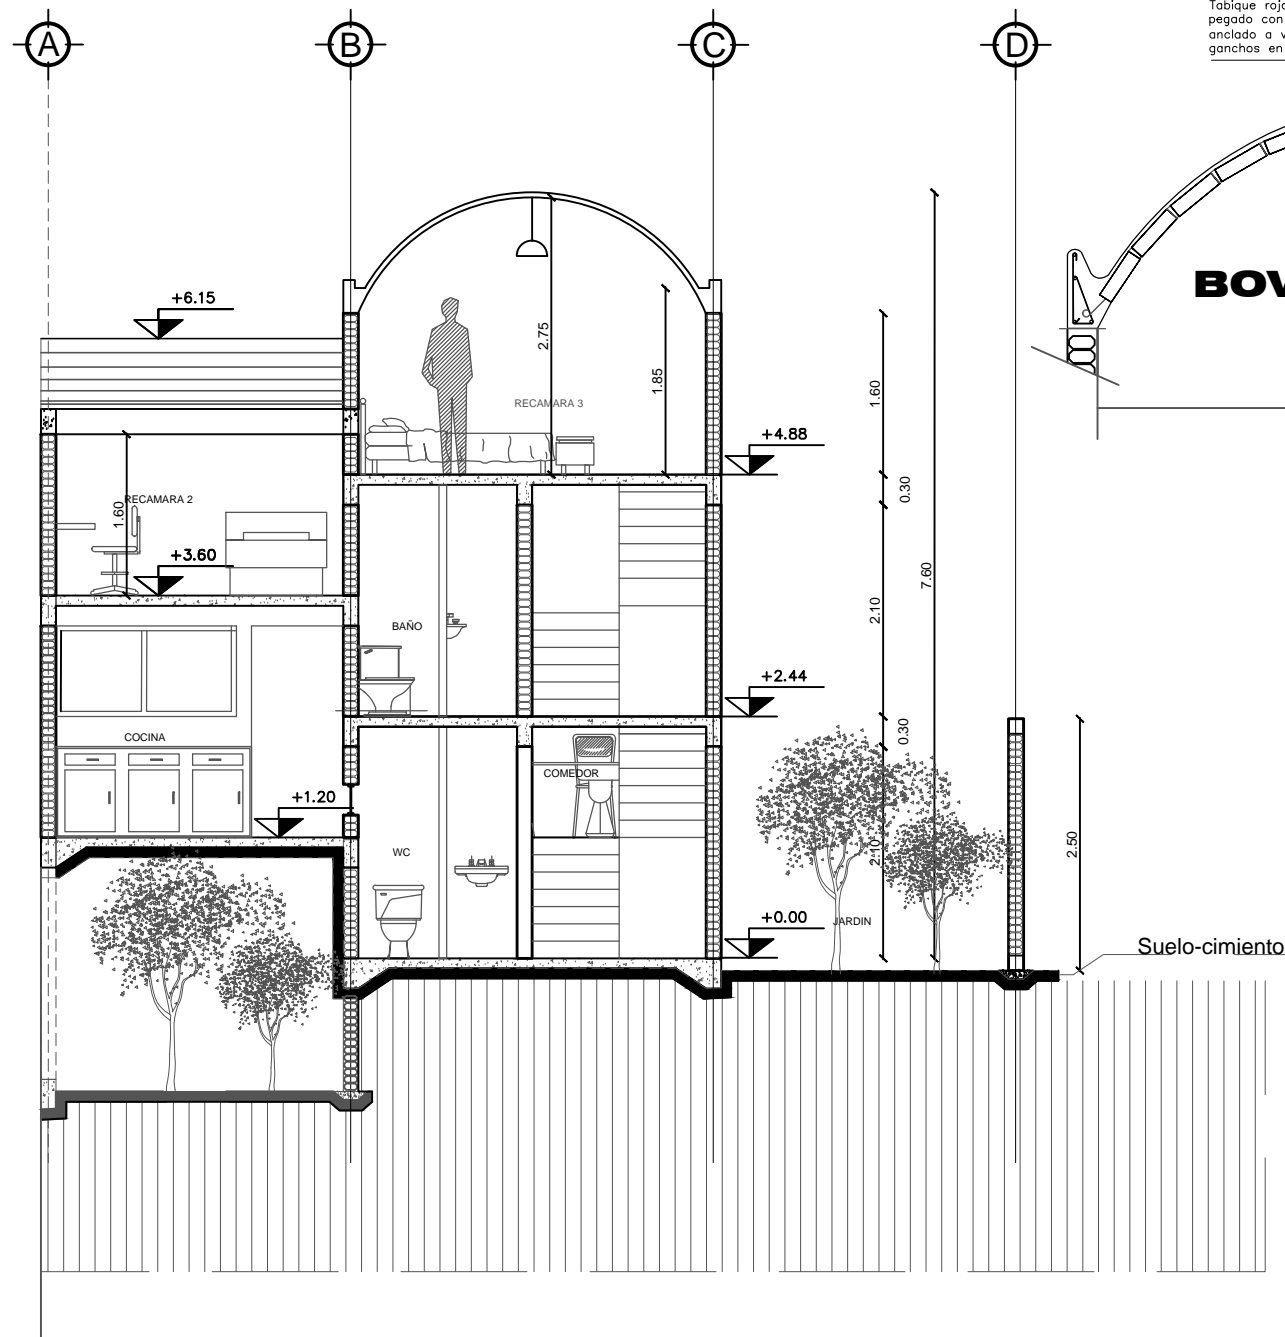 Tabique rojo
pegado con
anclado a v
ganchos en
A
B
C
D
BOV
+6.15
2.75
1.85
RECAMARA 3
1.60
+4.88
0.30
RECAMARA 2
1.60
+3.60
7.60
2.10
BAÑO
+2.44
0.30
COCINA
COMEDOR
+1.20
WC
2.10
2.50
+0.00
JARDIN
Suelo-cimiento